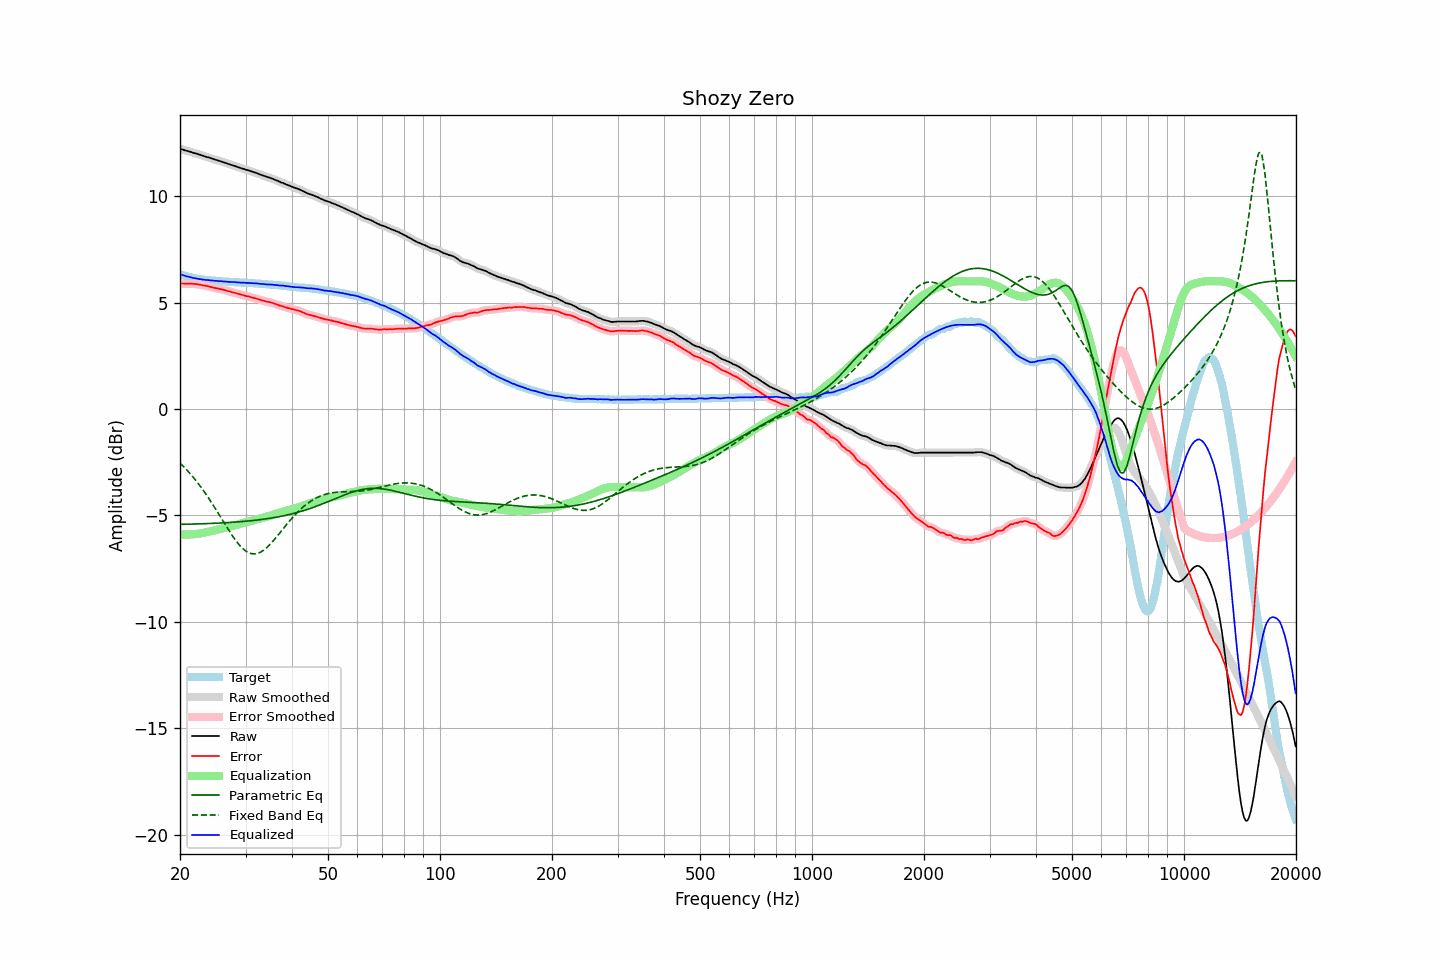 Shozy Zero
Amplitude (dBr)
10
5
0
−5
−10
−15
−20
Target
Raw Smoothed
Error Smoothed
Raw
Error
Equalization
Parametric Eq
Fixed Band Eq
Equalized
20
50
100
200
500
1000
2000
5000
10000
20000
Frequency (Hz)